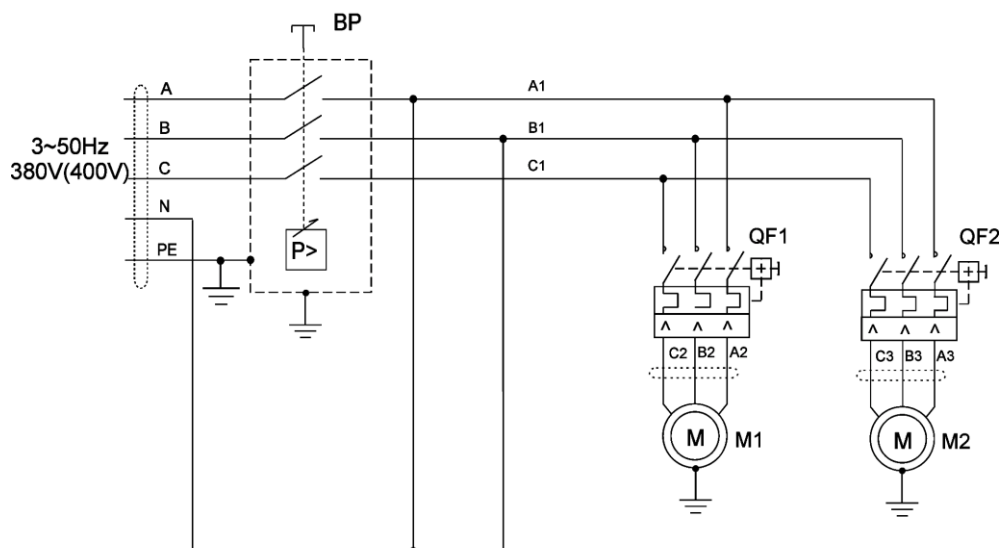 BP
A
A1
B
B1
3~50Hz
380V(400V)
C
C1
N
PE
P>
QF1
QF2
C2 B2 A2
C3 B3 A3
M M1
M M2